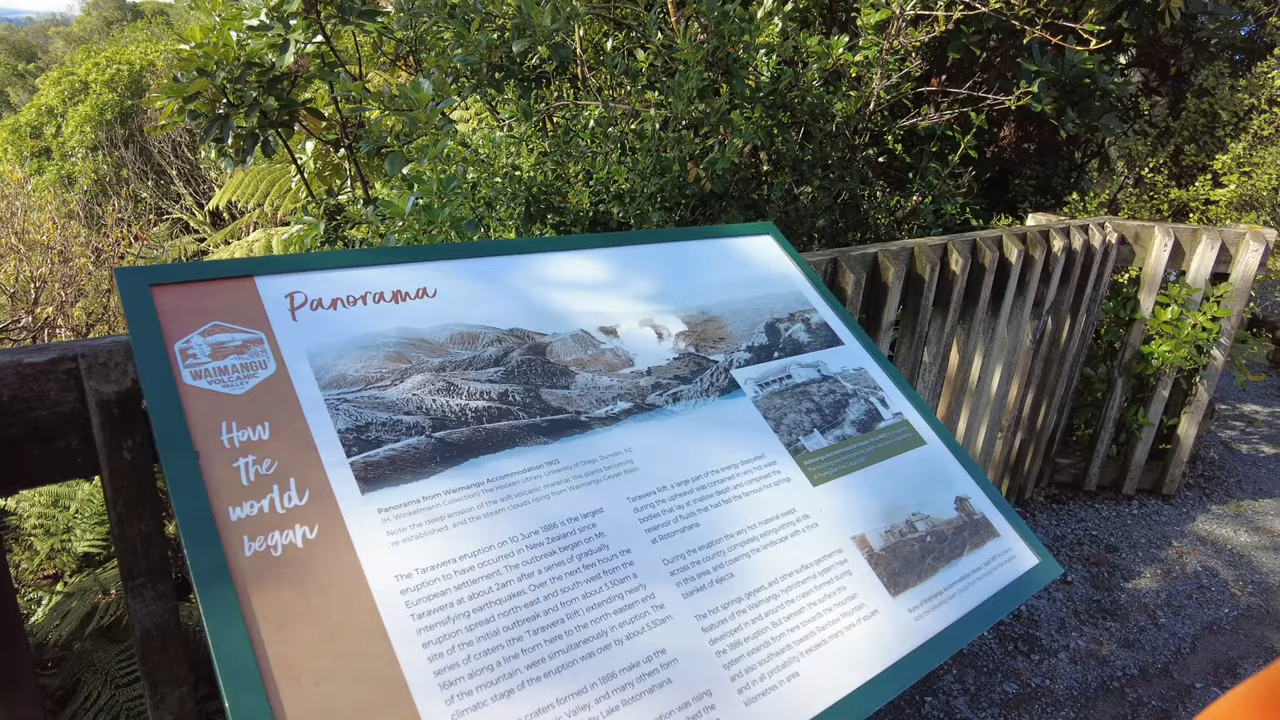 Panorama
WAIMANGU
VOLCANIC
VALLEY
How
the
world
began
Panorama from Waimangu Accommodation 1903
(H. Winkelmann Collection) The Hocken Library, University of Otago, Dunedin, NZ.
Note the deep erosion of the soft volcanic material, the plants becoming
re-established, and the steam clouds rising from Waimangu Geyser Basin
The Tarawera eruption on 10 June 1886 is the largest
eruption to have occurred in New Zealand since
European settlement. The outbreak began on Mt.
Tarawera at about 2am after a series of gradually
intensifying earthquakes. Over the next few hours the
eruption spread north-east and south-west from the
site of the initial outbreak and from about 3.30am a
series of craters (the Tarawera Rift) extending nearly
16km along a line from here to the north-eastern end
of the mountain, were simultaneously in eruption. The
climatic stage of the eruption was over by about 5.30am
craters formed in 1886 make up the
Valley, and many others form
by Lake Rotomahana.
was rising
the
Tarawera Rift, a large part of the energy dissipated
during the upheaval was contained in very hot water
bodies that lay at shallow depth and comprised the
reservoir of fluids that had fed the famous hot springs
at Rotomahana.
During the eruption the very hot material swept
across the country, completely extinguishing all life
in this area, and covering the landscape with a thick
blanket of ejecta.
The hot springs, geysers, and other surface geothermal
features of the Waimangu hydrothermal system have
developed in and around the craters formed during
the 1886 eruption. But beneath the surface this
system extends from here towards the mountain
and also southwards towards Rainbow Mountain,
and in all probability it exceeds many tens of square
kilometres in area
Waimangu Accommodation House
Ruins of Waimangu Accommodation House